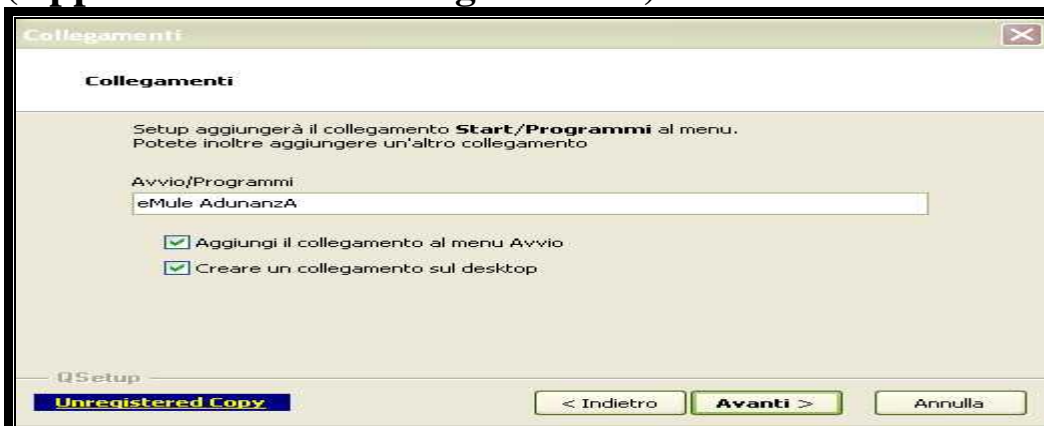 Collegamenti
Collegamenti
Setup aggiungerà il collegamento Start/Programmi al menu.
Potete inoltre aggiungere un'altro collegamento
Avvio/Programmi
eMule AdunanzA
Aggiungi il collegamento al menu Avvio
Creare un collegamento sul desktop
QSetup
Unregistered Copy
< Indietro Avanti > Annulla